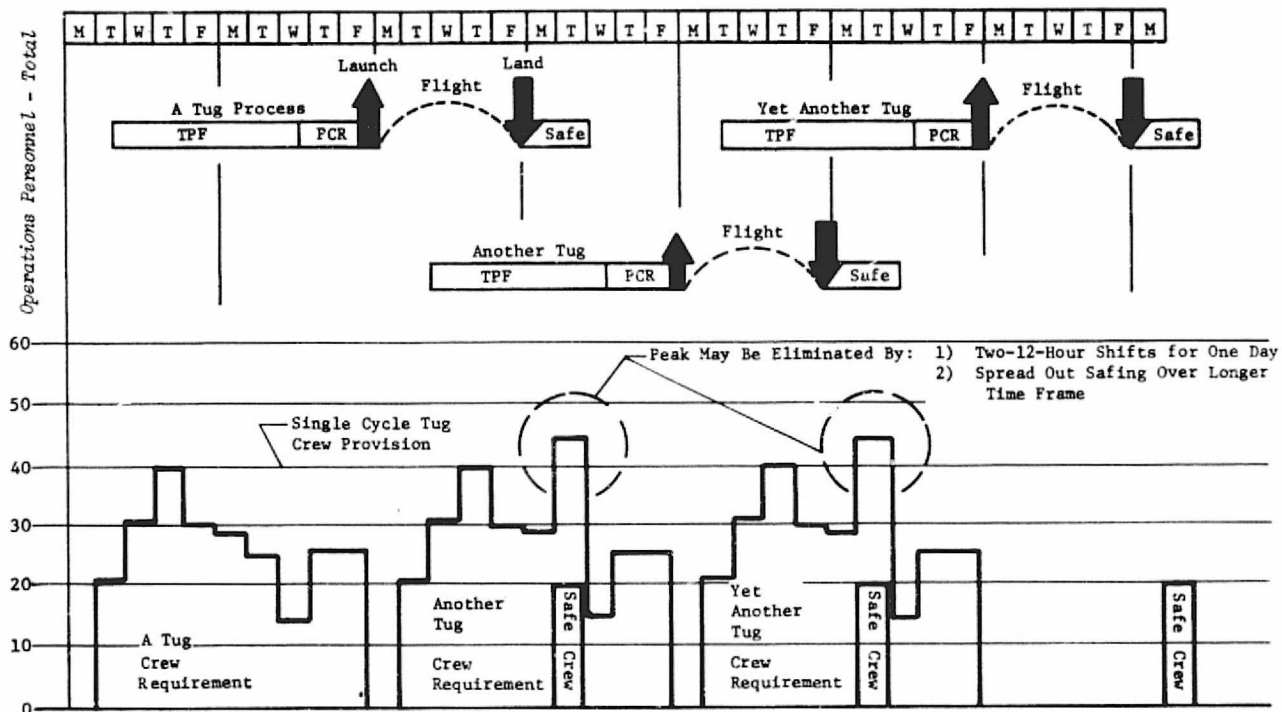 M T W T F M T W T F M T W T F M T W T F M T W T F M T W T F M T W T F M
Operations Personnel - Total
Launch
Land
Flight
A Tug Process
TPF
PCR
Safe
Yet Another Tug
Flight
TPF
PCR
Safe
Another Tug
Flight
TPF
PCR
Sufe
60
50
40
30
20
10
0
Peak May Be Eliminated By: 1) Two-12-Hour Shifts for One Day
2) Spread Out Safing Over Longer
Time Frame
Single Cycle Tug
Crew Provision
A Tug
Crew
Requirement
Another
Tug
Crew
Requirement
Safe Crew
Yet
Another
Tug
Crew
Requirement
Safe Crew
Safe Crew